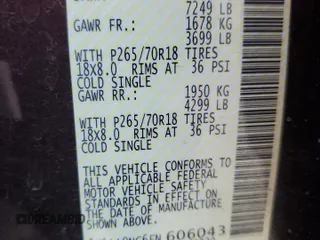 7249 LB
GAWR FR.: 1678 KG
3699 LB
WITH P265/70R18 TIRES
18X8.0 RIMS AT 36 PSI
COLD SINGLE
GAWR RR.: 1950 KG
4299 LB
WITH P265/70R18 TIRES
18X8.0 RIMS AT 36 PSI
COLD SINGLE
THIS VEHICLE CONFORMS TO
ALL APPLICABLE FEDERAL
MOTOR VEHICLE SAFETY
STANDARDS IN EFFECT ON
THE DATE OF MANUFACTURE
SHOWN ABOVE.
606043
DREAMBID